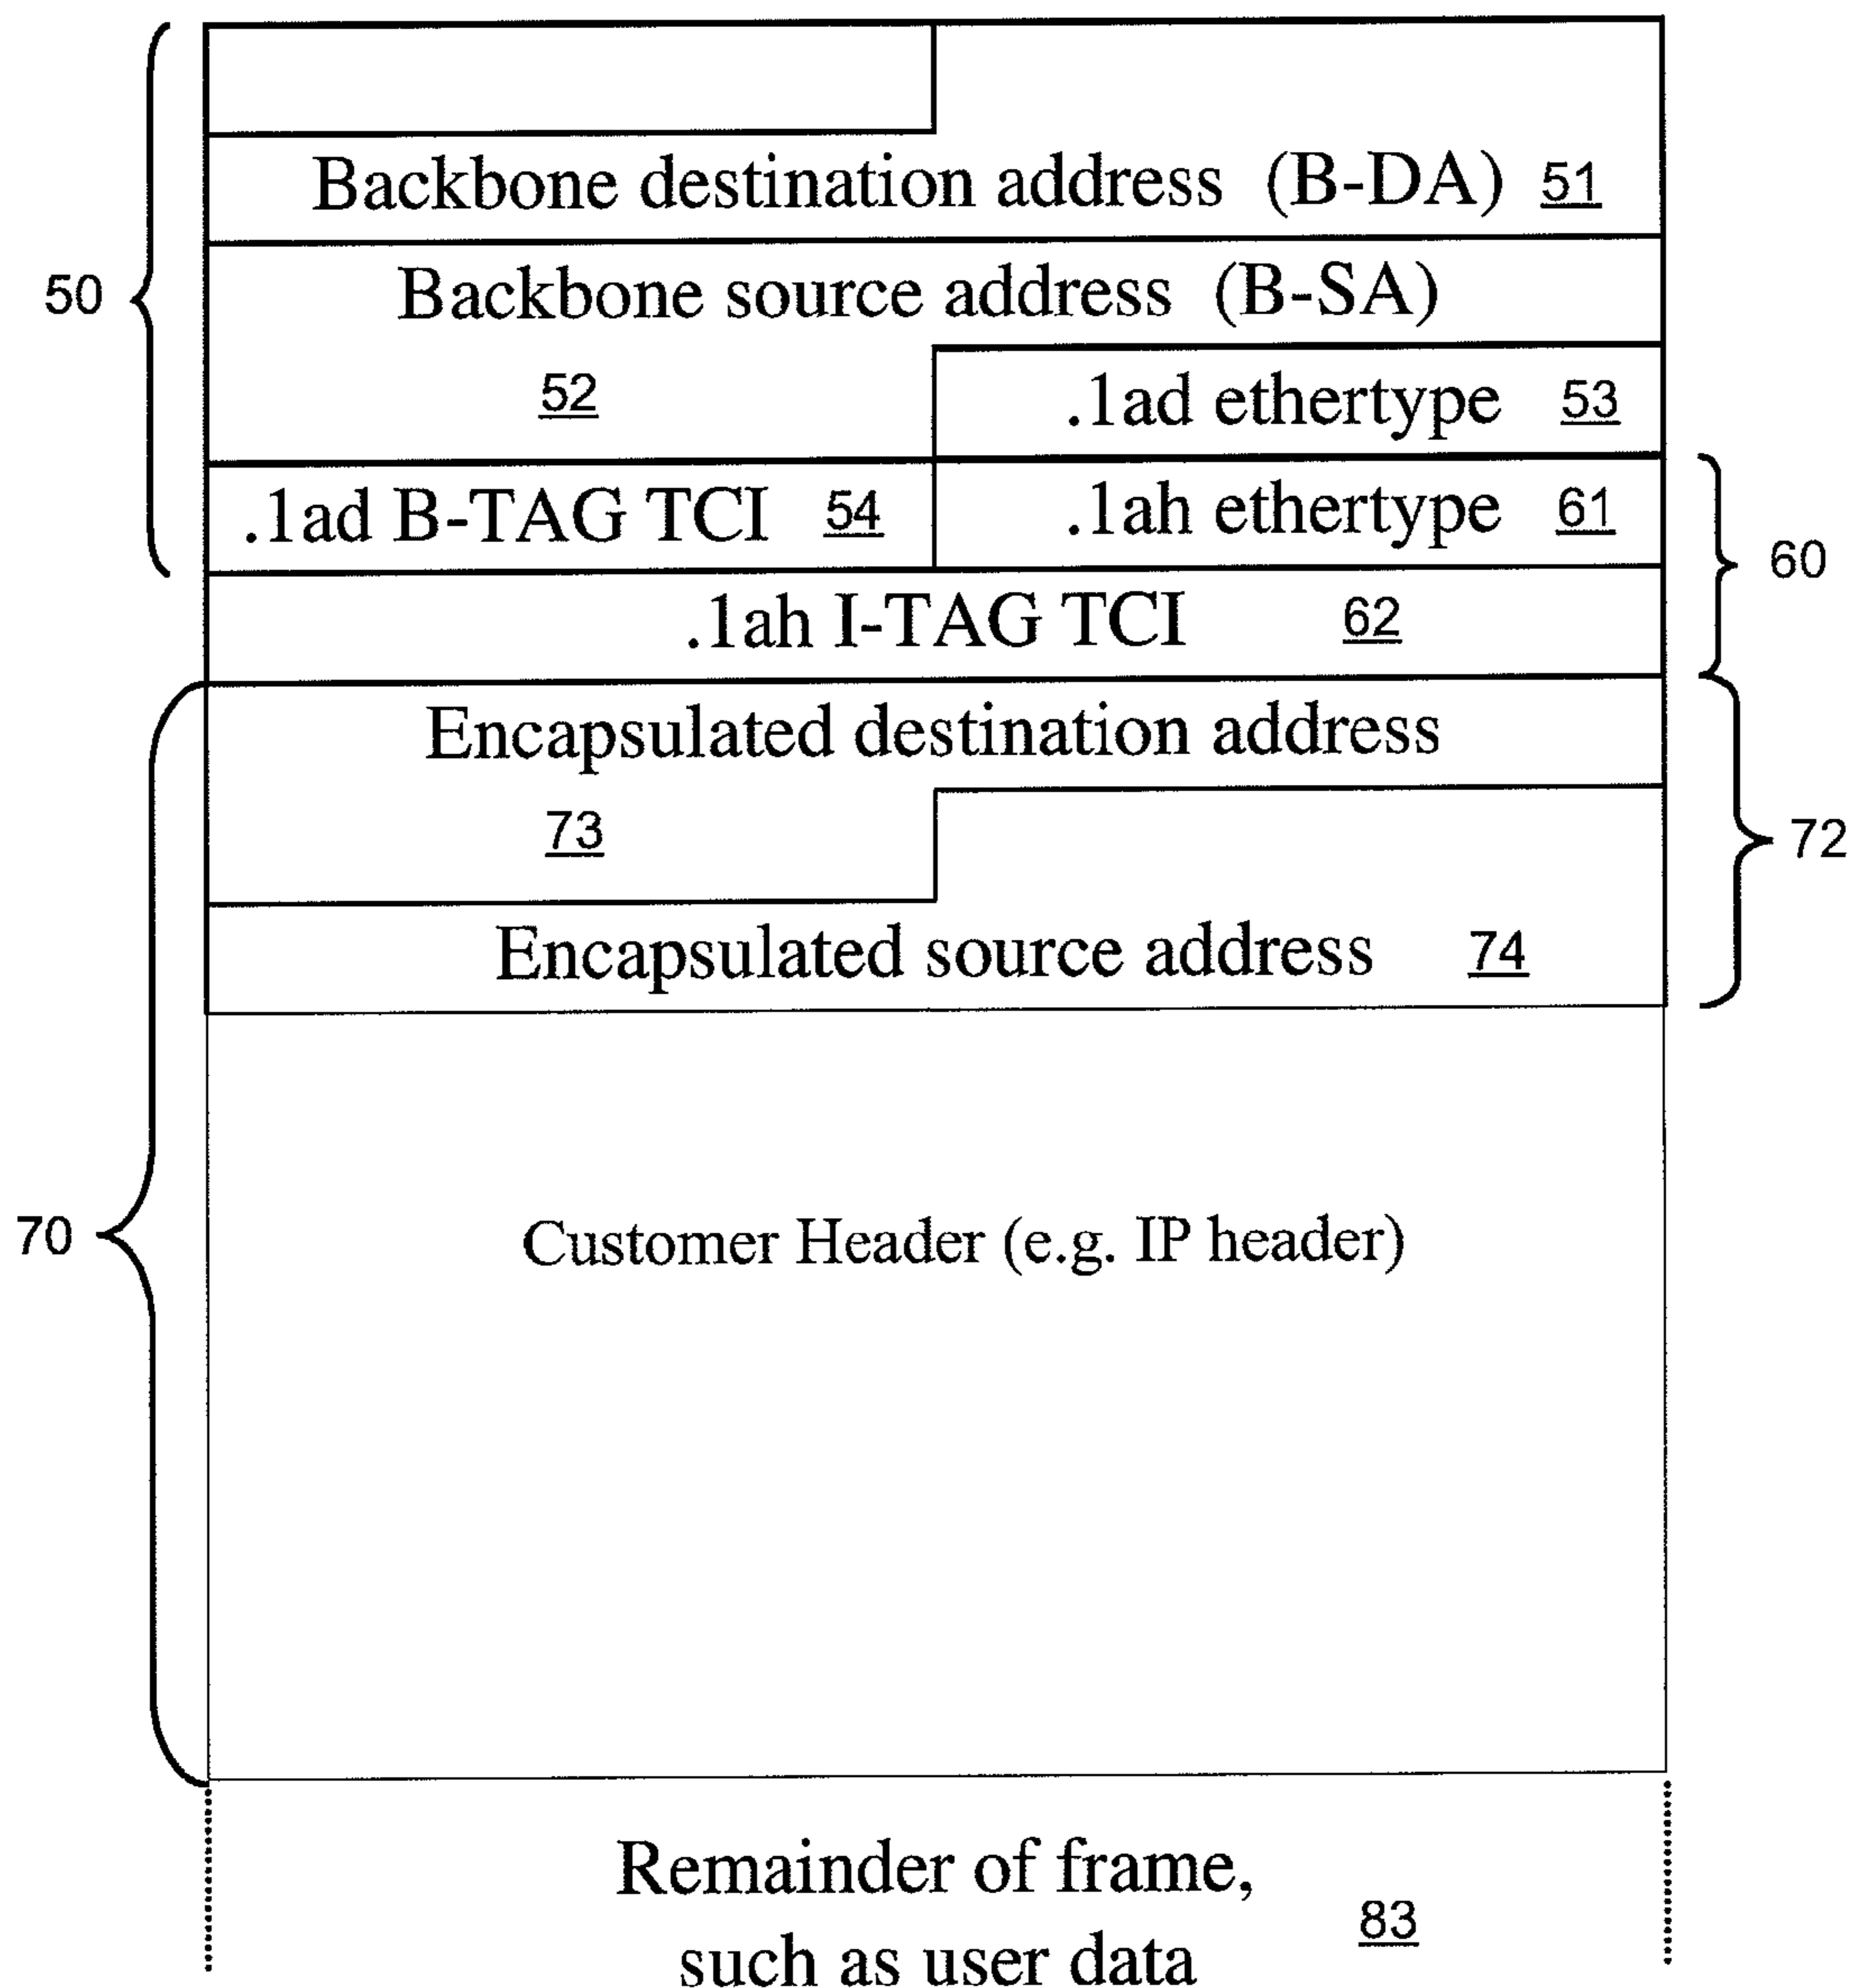 Backbone destination address (B-DA) 51
50
Backbone source address (B-SA)
52
.1ad ethertype 53
.1ad B-TAG TCI 54
.1ah ethertype 61
60
.1ah I-TAG TCI 62
Encapsulated destination address
73
72
Encapsulated source address 74
70
Customer Header (e.g. IP header)
Remainder of frame,
83
such as user data